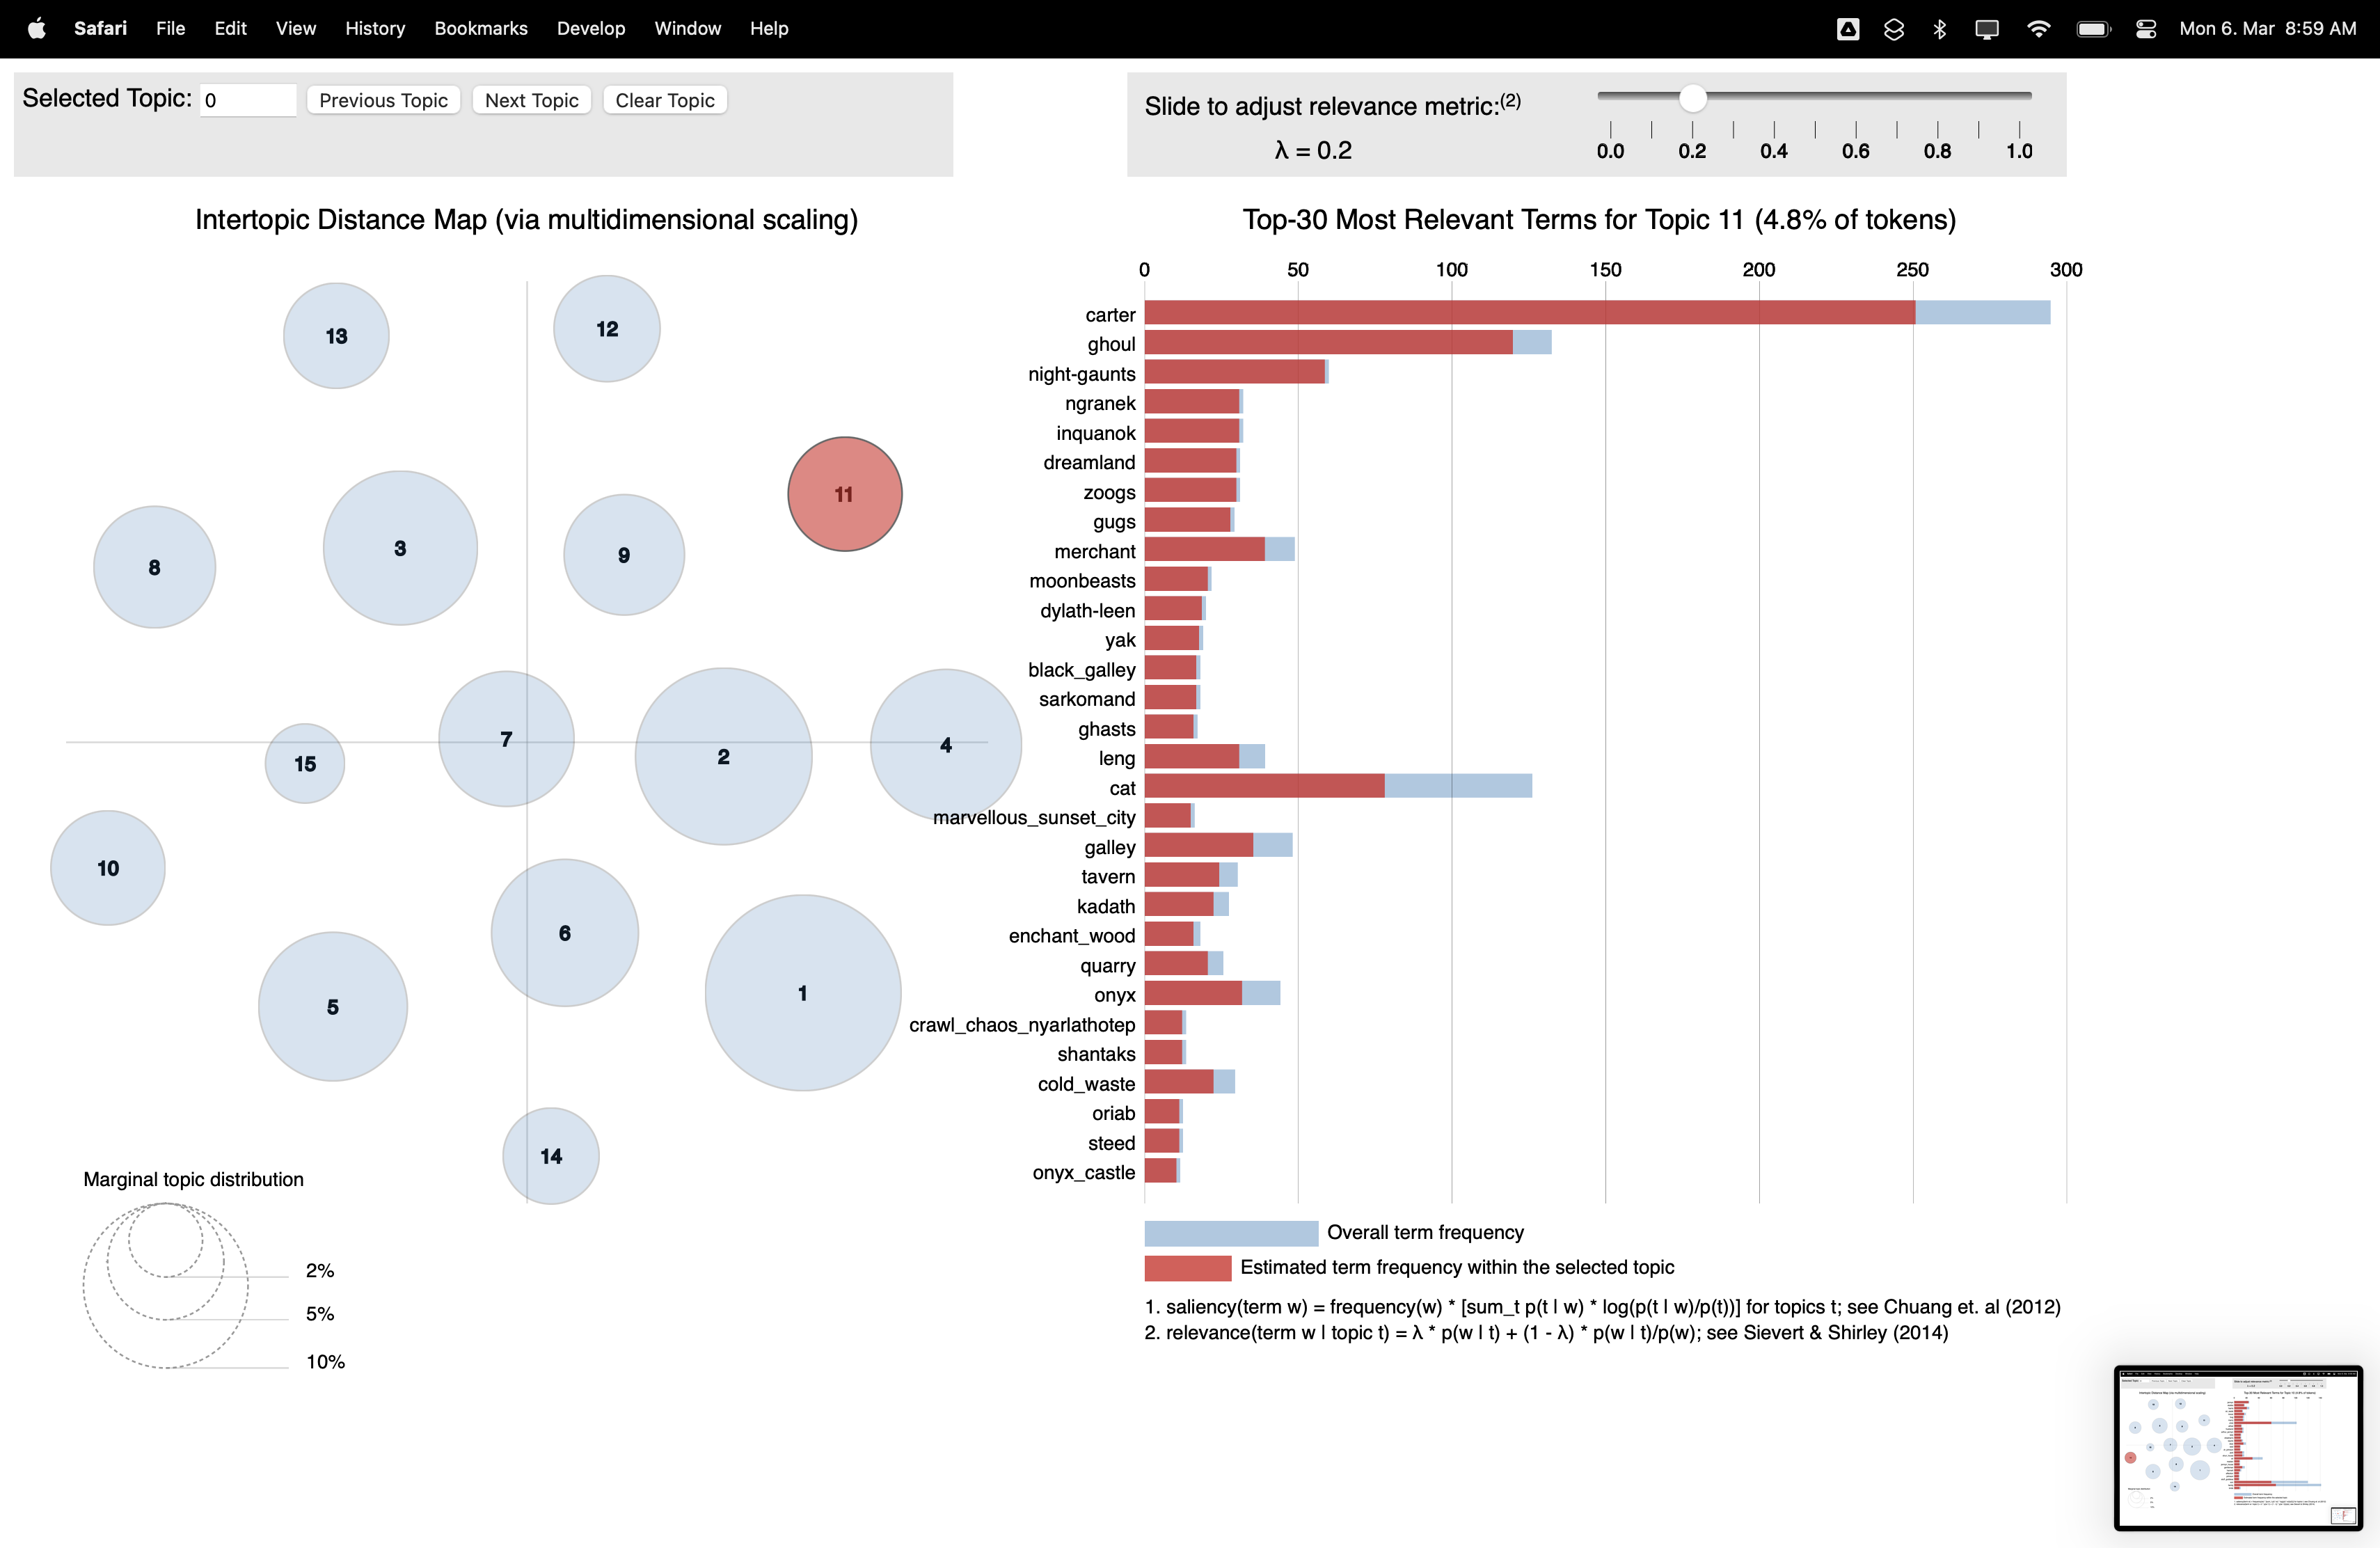 Safari File Edit View History Bookmarks Develop Window Help Mon 6. Mar 8:59 AM
Selected Topic: 0 Previous Topic Next Topic Clear Topic
Slide to adjust relevance metric:(2)
λ = 0.2
0.0 0.2 0.4 0.6 0.8 1.0
Intertopic Distance Map (via multidimensional scaling)
13
12
11
3
9
8
7
4
2
15
10
6
1
5
14
Marginal topic distribution
2%
5%
10%
Top-30 Most Relevant Terms for Topic 11 (4.8% of tokens)
0 50 100 150 200 250 300
carter
ghoul
night-gaunts
ngranek
inquanok
dreamland
zoogs
gugs
merchant
moonbeasts
dylath-leen
yak
black_galley
sarkomand
ghasts
leng
cat
marvellous_sunset_city
galley
tavern
kadath
enchant_wood
quarry
onyx
crawl_chaos_nyarlathotep
shantaks
cold_waste
oriab
steed
onyx_castle
Overall term frequency
Estimated term frequency within the selected topic
1. saliency(term w) = frequency(w) * [sum_t p(t | w) * log(p(t | w)/p(t))] for topics t; see Chuang et. al (2012)
2. relevance(term w | topic t) = λ * p(w | t) + (1 - λ) * p(w | t)/p(w); see Sievert & Shirley (2014)